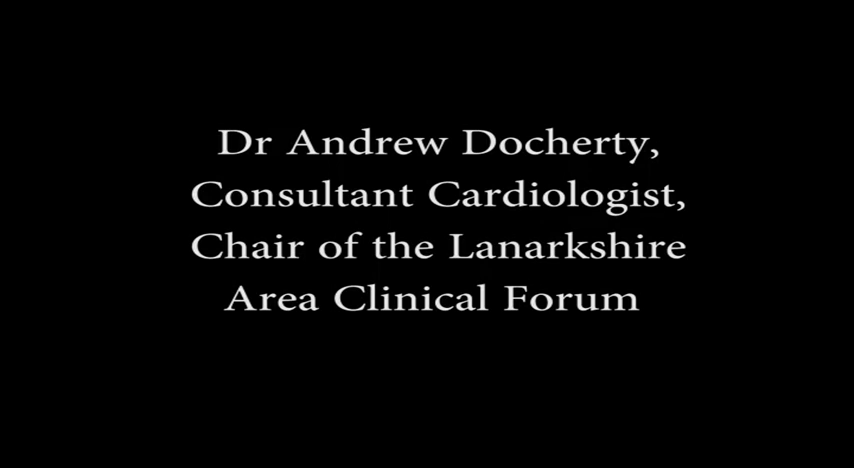 Dr Andrew Docherty,
Consultant Cardiologist,
Chair of the Lanarkshire
Area Clinical Forum